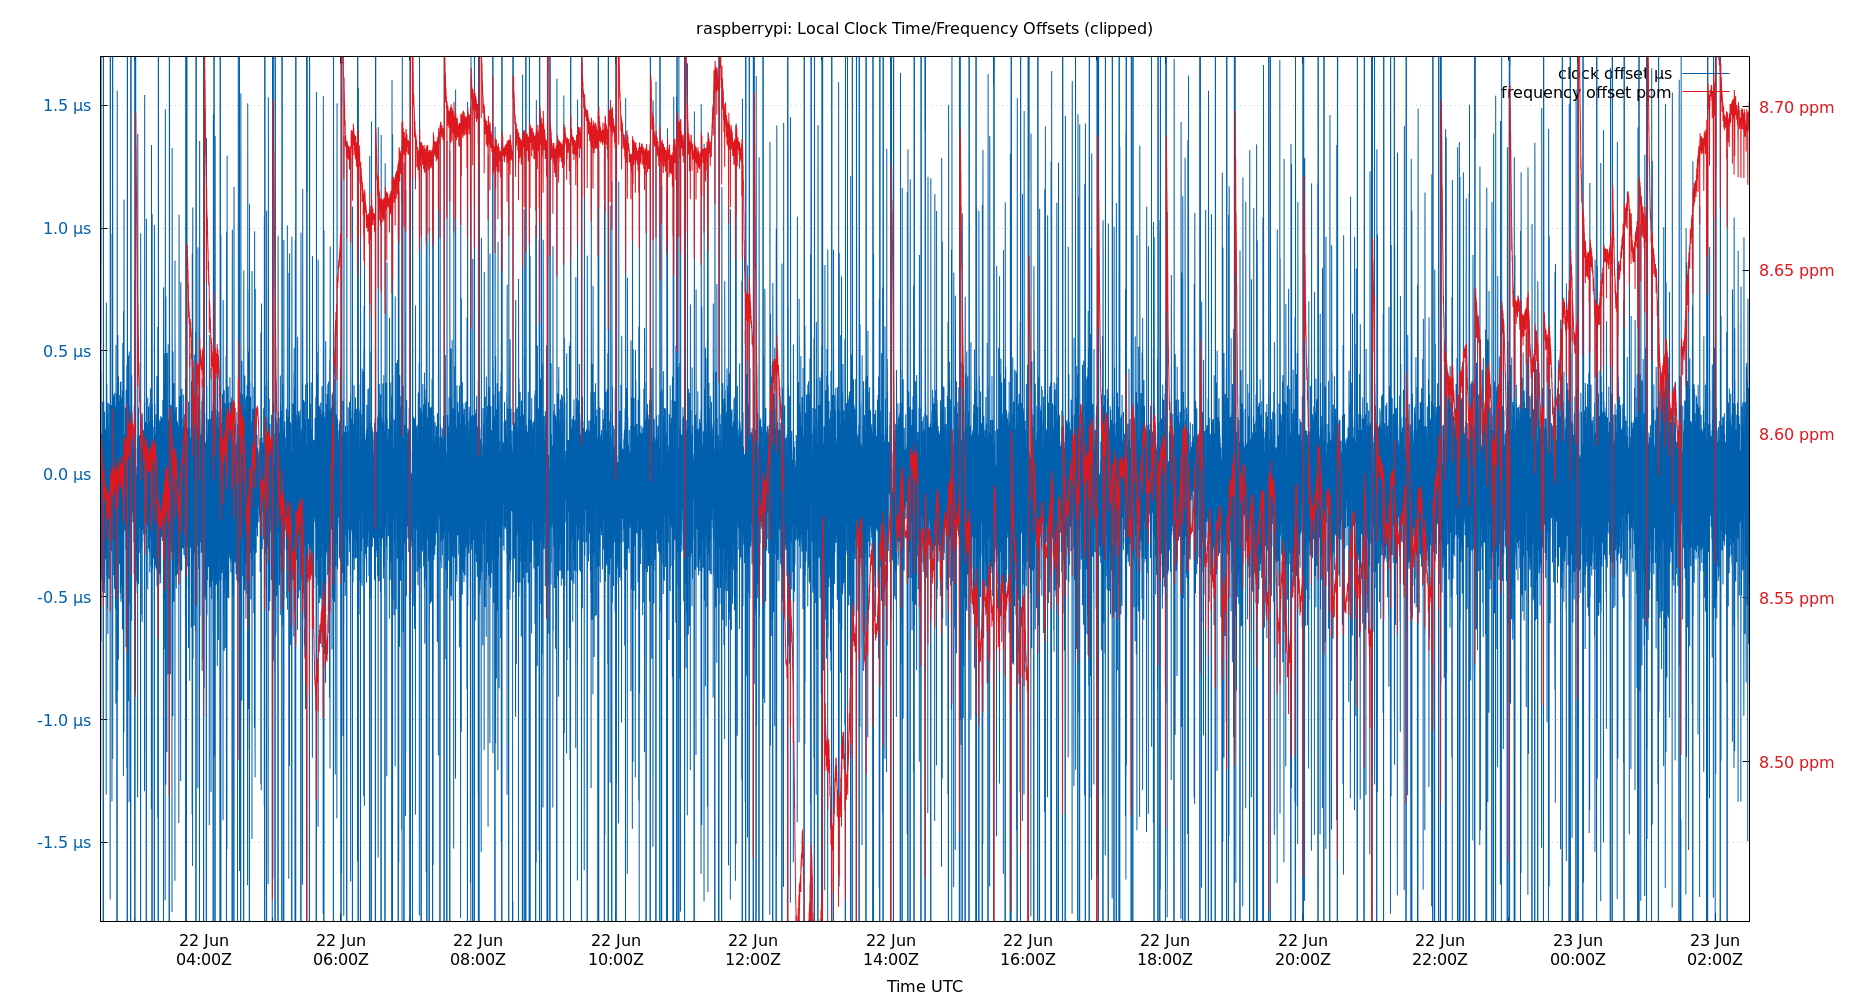 raspberrypi: Local Clock Time/Frequency Offsets (clipped)
clock offset µs
frequency offset ppm
1.5 µs
1.0 µs
0.5 µs
0.0 µs
-0.5 µs
-1.0 µs
-1.5 µs
8.70 ppm
8.65 ppm
8.60 ppm
8.55 ppm
8.50 ppm
22 Jun 22 Jun 22 Jun 22 Jun 22 Jun 22 Jun 22 Jun 22 Jun 22 Jun 22 Jun 23 Jun 23 Jun
04:00Z 06:00Z 08:00Z 10:00Z 12:00Z 14:00Z 16:00Z 18:00Z 20:00Z 22:00Z 00:00Z 02:00Z
Time UTC